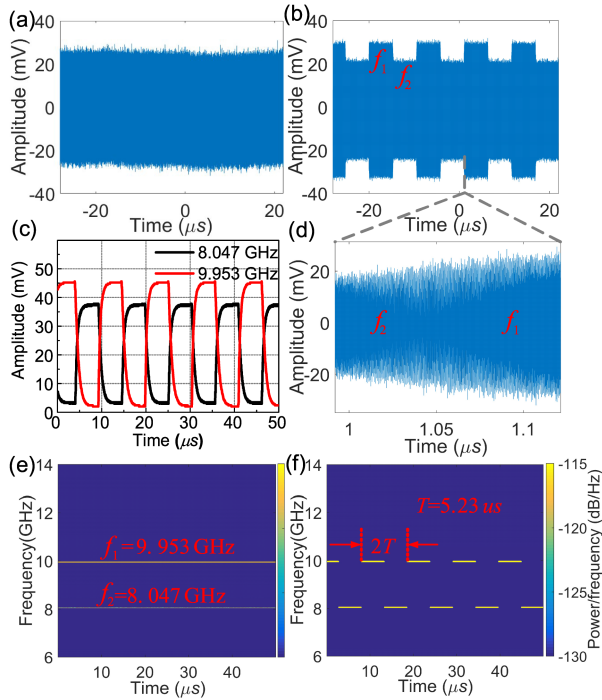 (a)
Amplitude (mV)
40
20
0
-20
-40
-20
0
20
Time (μs)
(b)
Amplitude (mV)
40
20
0
-20
-40
f1
f2
-20
0
20
Time (μs)
(c)
8.047 GHz
9.953 GHz
Amplitude (mV)
60
50
40
30
20
10
0
0 10 20 30 40 50
Time (μs)
(d)
Amplitude (mV)
20
0
-20
f2
f1
1
1.05
1.1
Time (μs)
(e)
Frequency(GHz)
14
12
10
8
6
f1=9.953 GHz
f2=8.047 GHz
10 20 30 40
Time (μs)
(f)
Frequency(GHz)
14
12
10
8
6
T=5.23 us
2T
10 20 30 40
Time (μs)
-115
-120
-125
-130
Power/frequency (dB/Hz)